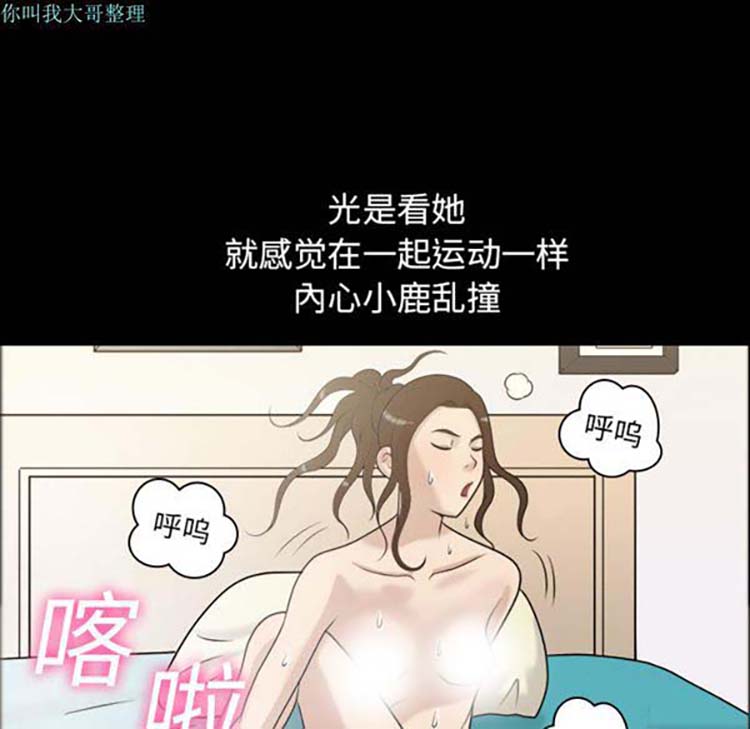 你叫我大哥整理
光是看她
就感觉在一起运动一样
內心小鹿乱撞
呼呜
呼呜
喀
啦